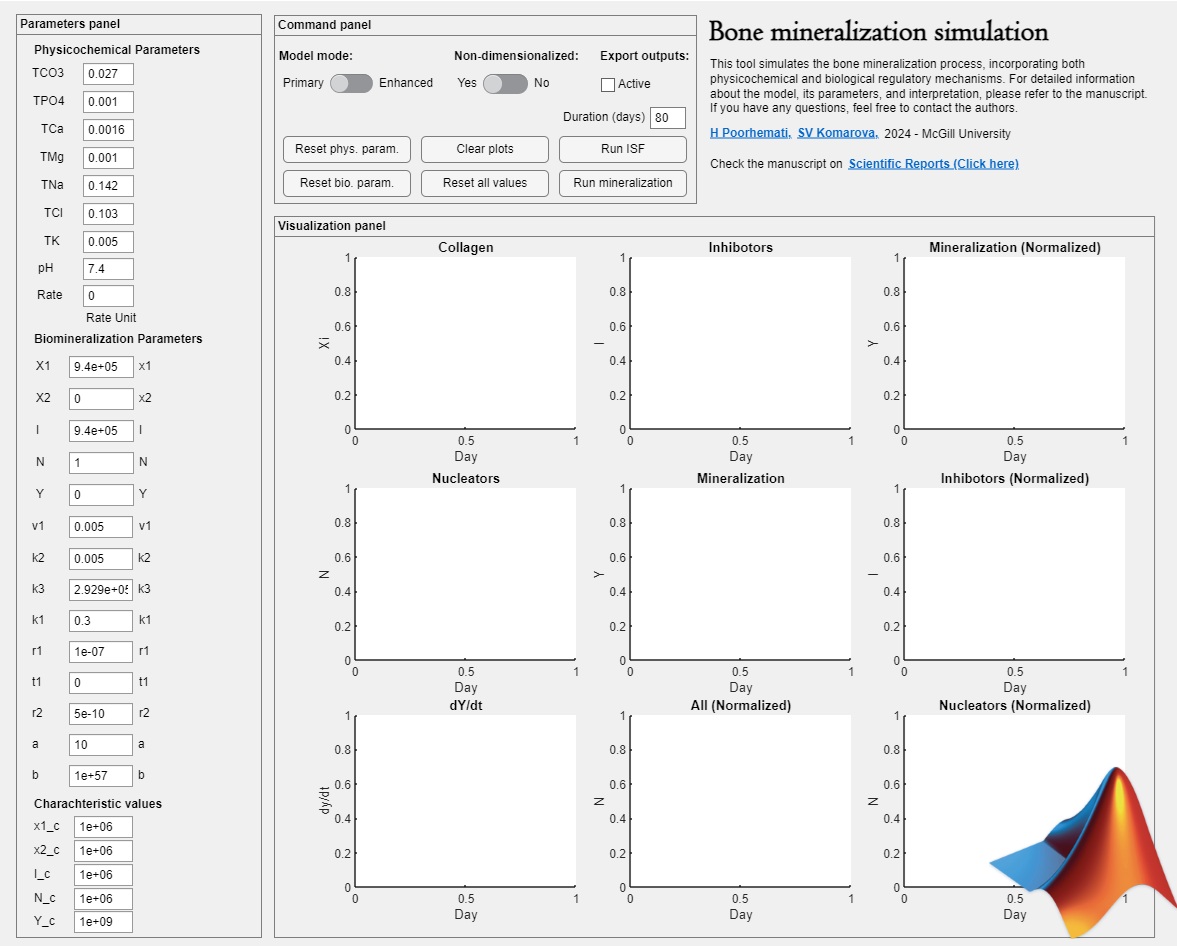 Parameters panel
Physicochemical Parameters
TCO3 0.027
TPO4 0.001
TCa 0.0016
TMg 0.001
TNa 0.142
TCl 0.103
TK 0.005
pH 7.4
Rate 0
Rate Unit
Biomineralization Parameters
X1 9.4e+05 x1
X2 0 x2
I 9.4e+05 I
N 1 N
Y 0 Y
v1 0.005 v1
k2 0.005 k2
k3 2.929e+05 k3
k1 0.3 k1
r1 1e-07 r1
t1 0 t1
r2 5e-10 r2
a 10 a
b 1e+57 b
Charachteristic values
x1_c 1e+06
x2_c 1e+06
I_c 1e+06
N_c 1e+06
Y_c 1e+09
Command panel
Model mode: Non-dimensionalized: Export outputs:
Primary Enhanced Yes No Active
Duration (days) 80
Reset phys. param. Clear plots Run ISF
Reset bio. param. Reset all values Run mineralization
Bone mineralization simulation
This tool simulates the bone mineralization process, incorporating both
physicochemical and biological regulatory mechanisms. For detailed information
about the model, its parameters, and interpretation, please refer to the manuscript.
If you have any questions, feel free to contact the authors.
H Poorhemati, SV Komarova, 2024 - McGill University
Check the manuscript on Scientific Reports (Click here)
Visualization panel
Collagen
1
0.8
0.6
Xi
0.4
0.2
0
0 0.5 1
Day
Inhibotors
1
0.8
0.6
I
0.4
0.2
0
0 0.5 1
Day
Mineralization (Normalized)
1
0.8
0.6
Y
0.4
0.2
0
0 0.5 1
Day
Nucleators
1
0.8
0.6
N
0.4
0.2
0
0 0.5 1
Day
Mineralization
1
0.8
0.6
Y
0.4
0.2
0
0 0.5 1
Day
Inhibotors (Normalized)
1
0.8
0.6
I
0.4
0.2
0
0 0.5 1
Day
dY/dt
1
0.8
0.6
dy/dt
0.4
0.2
0
0 0.5 1
Day
All (Normalized)
1
0.8
0.6
N
0.4
0.2
0
0 0.5 1
Day
Nucleators (Normalized)
1
0.8
0.6
N
0.4
0.2
0
0 0.5 1
Day